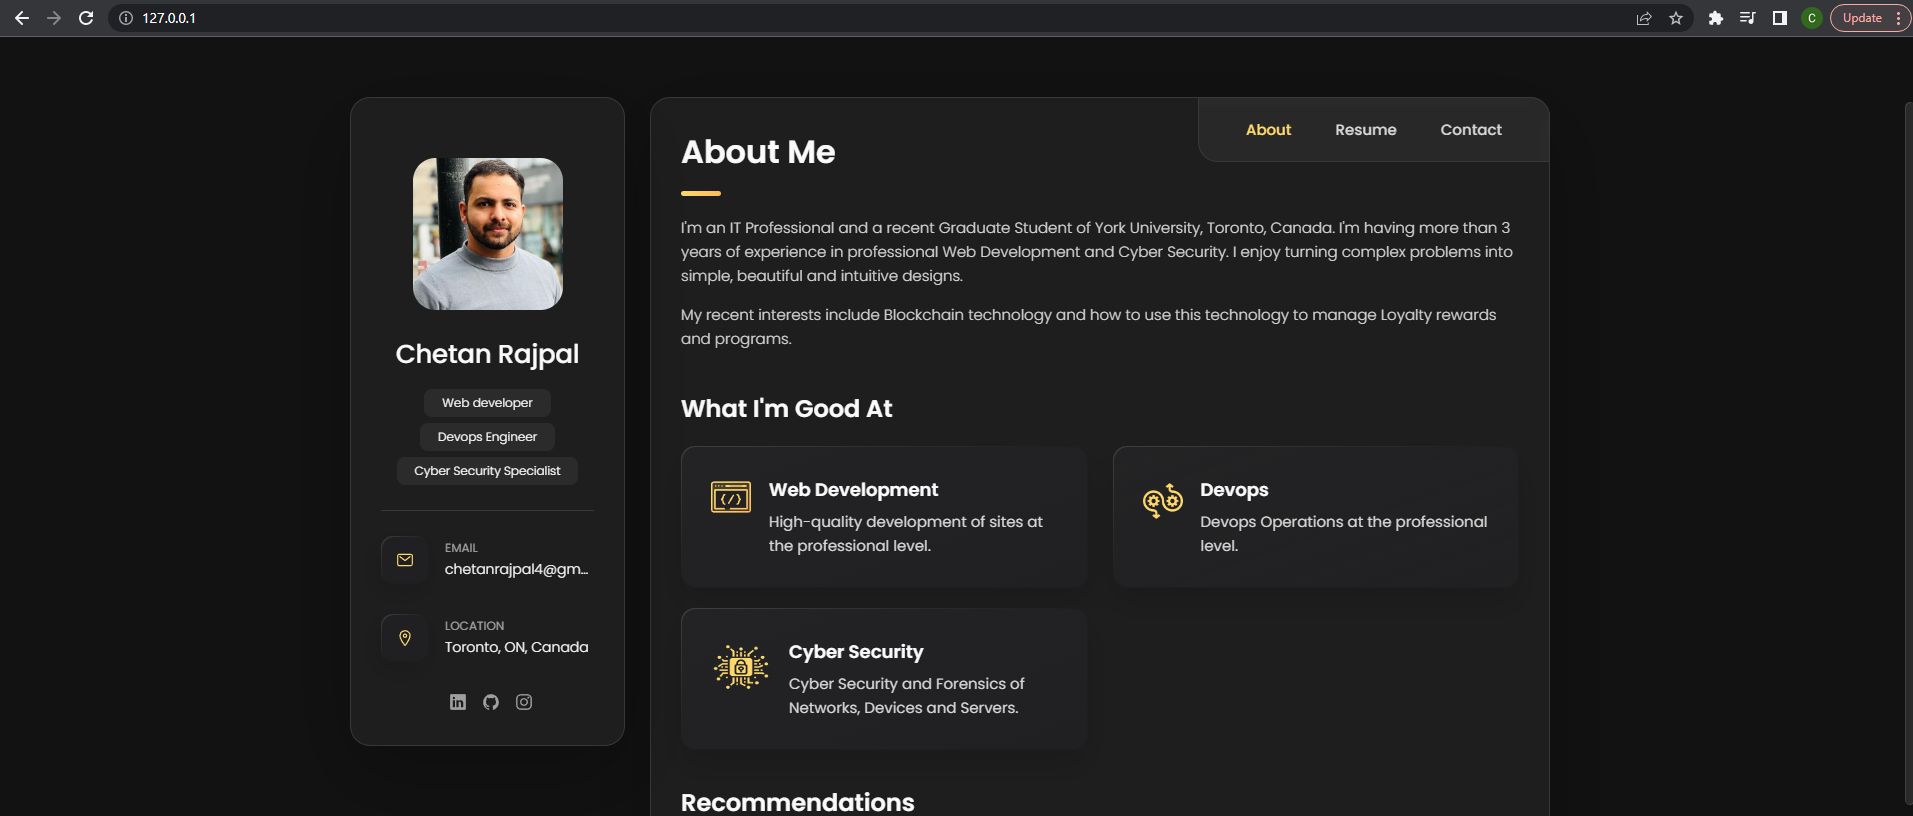 127.0.0.1
C
Update
Chetan Rajpal
Web developer
Devops Engineer
Cyber Security Specialist
EMAIL
chetanrajpal4@gm...
LOCATION
Toronto, ON, Canada
About Resume Contact
About Me
I'm an IT Professional and a recent Graduate Student of York University, Toronto, Canada. I'm having more than 3
years of experience in professional Web Development and Cyber Security. I enjoy turning complex problems into
simple, beautiful and intuitive designs.
My recent interests include Blockchain technology and how to use this technology to manage Loyalty rewards
and programs.
What I'm Good At
Web Development
High-quality development of sites at
the professional level.
Devops
Devops Operations at the professional
level.
Cyber Security
Cyber Security and Forensics of
Networks, Devices and Servers.
Recommendations